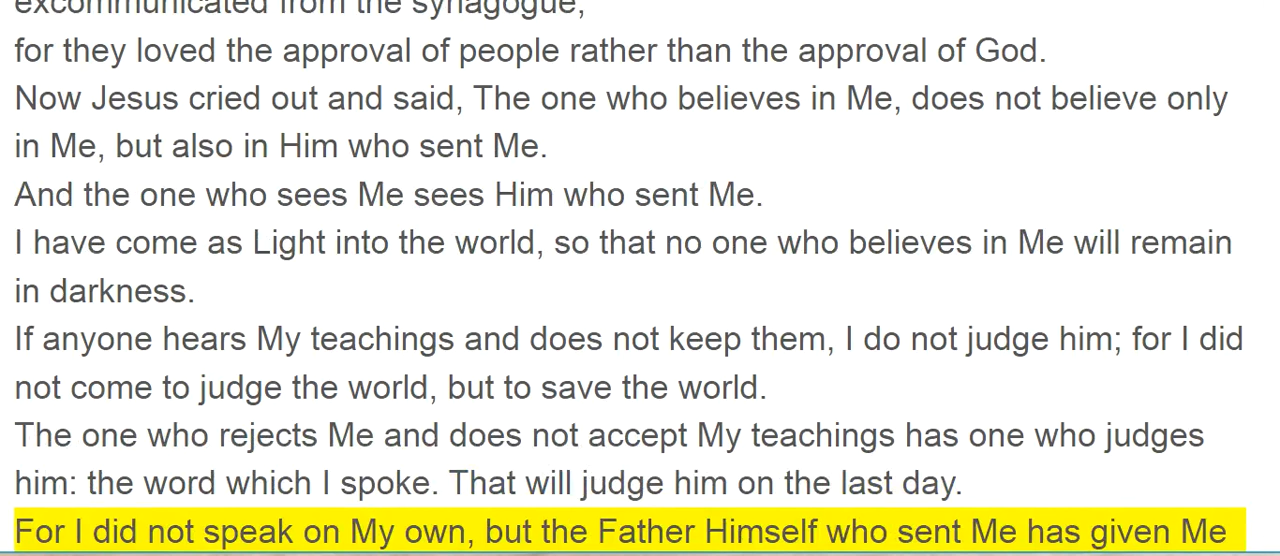 excommunicated from the synagogue,
for they loved the approval of people rather than the approval of God.
Now Jesus cried out and said, The one who believes in Me, does not believe only
in Me, but also in Him who sent Me.
And the one who sees Me sees Him who sent Me.
I have come as Light into the world, so that no one who believes in Me will remain
in darkness.
If anyone hears My teachings and does not keep them, I do not judge him; for I did
not come to judge the world, but to save the world.
The one who rejects Me and does not accept My teachings has one who judges
him: the word which I spoke. That will judge him on the last day.
For I did not speak on My own, but the Father Himself who sent Me has given Me